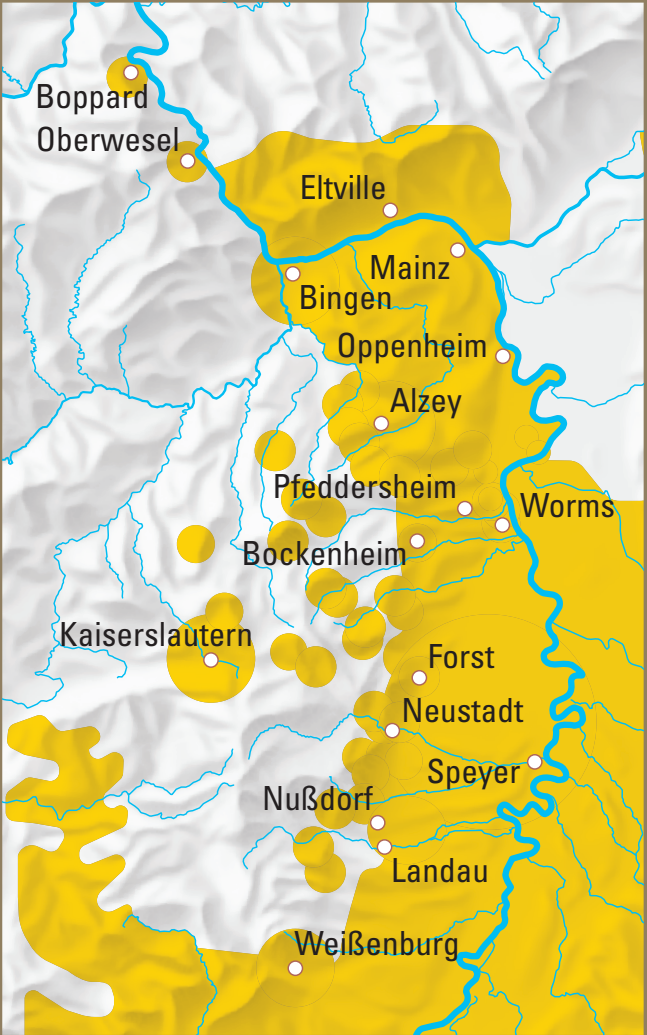 Boppard
Oberwesel
Eltville
Mainz
Bingen
Oppenheim
Alzey
Pfeddersheim
Worms
Bockenheim
Kaiserslautern
Forst
Neustadt
Speyer
Nußdorf
Landau
Weißenburg